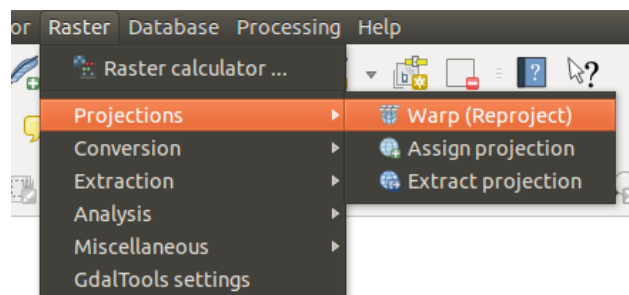 or Raster Database Processing Help
Raster calculator ...
Projections
Warp (Reproject)
Conversion
Assign projection
Extraction
Extract projection
Analysis
Miscellaneous
GdalTools settings